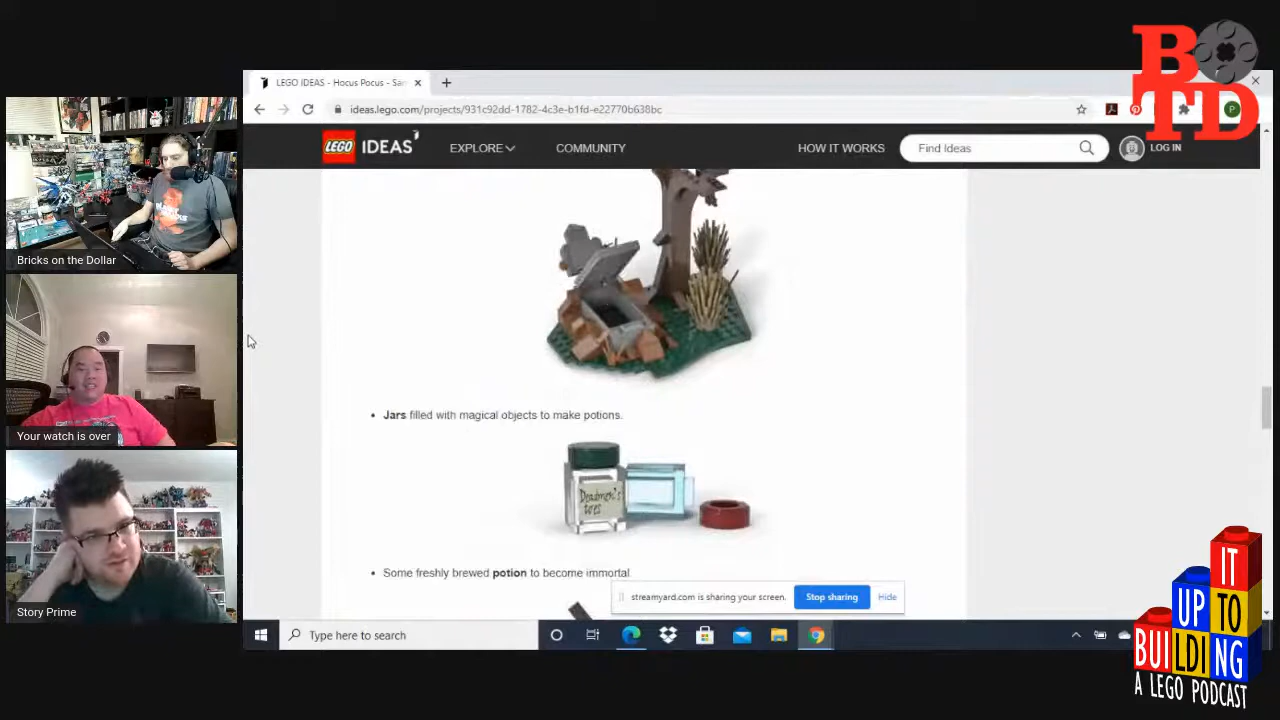 BOTD
LEGO IDEAS - Hocus Pocus - San
ideas.lego.com/projects/931c92dd-1782-4c3e-b1fd-e22770b638bc
P
LEGO IDEAS
EXPLORE
COMMUNITY
HOW IT WORKS
Find Ideas
LOG IN
Bricks on the Dollar
Your watch is over
Story Prime
• Jars filled with magical objects to make potions.
Deadmen's
toes
• Some freshly brewed potion to become immortal
streamyard.com is sharing your screen.
Stop sharing
Hide
Type here to search
BUILDING
UP TO
IT
A LEGO PODCAST